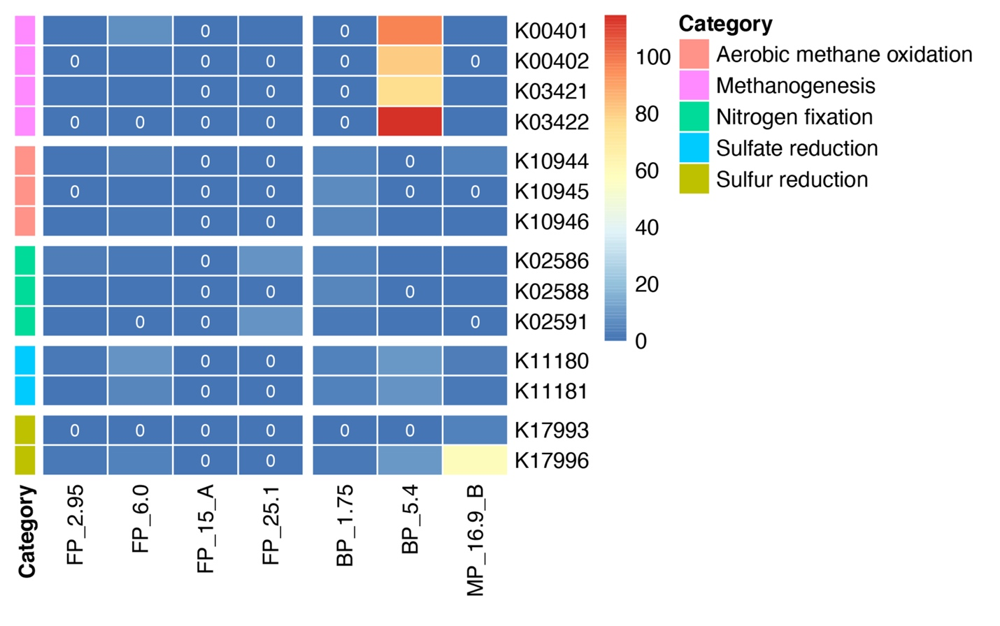 0 0 K00401
0 0 0 0 0 K00402
0 0 0 K03421
0 0 0 0 0 K03422
0 0 0 K10944
0 0 0 0 0 K10945
0 0 K10946
0 K02586
0 0 0 K02588
0 0 0 K02591
0 0 K11180
0 0 K11181
0 0 0 0 0 0 K17993
0 0 K17996
Category
FP_2.95
FP_6.0
FP_15_A
FP_25.1
BP_1.75
BP_5.4
MP_16.9_B
100
80
60
40
20
0
Category
Aerobic methane oxidation
Methanogenesis
Nitrogen fixation
Sulfate reduction
Sulfur reduction